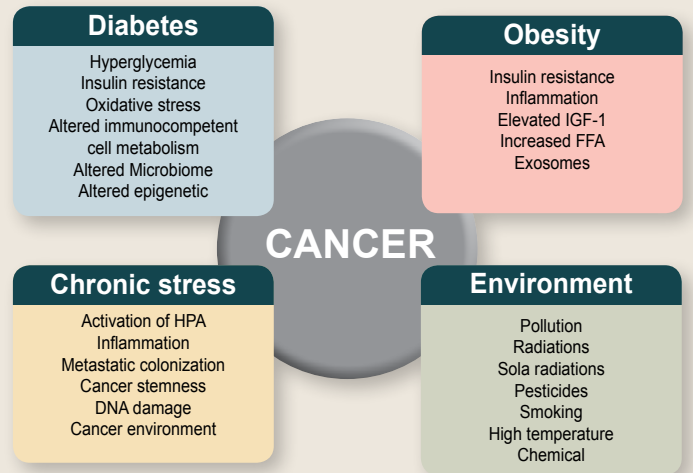 Diabetes
Hyperglycemia
Insulin resistance
Oxidative stress
Altered immunocompetent
cell metabolism
Altered Microbiome
Altered epigenetic
Obesity
Insulin resistance
Inflammation
Elevated IGF-1
Increased FFA
Exosomes
CANCER
Chronic stress
Activation of HPA
Inflammation
Metastatic colonization
Cancer stemness
DNA damage
Cancer environment
Environment
Pollution
Radiations
Sola radiations
Pesticides
Smoking
High temperature
Chemical